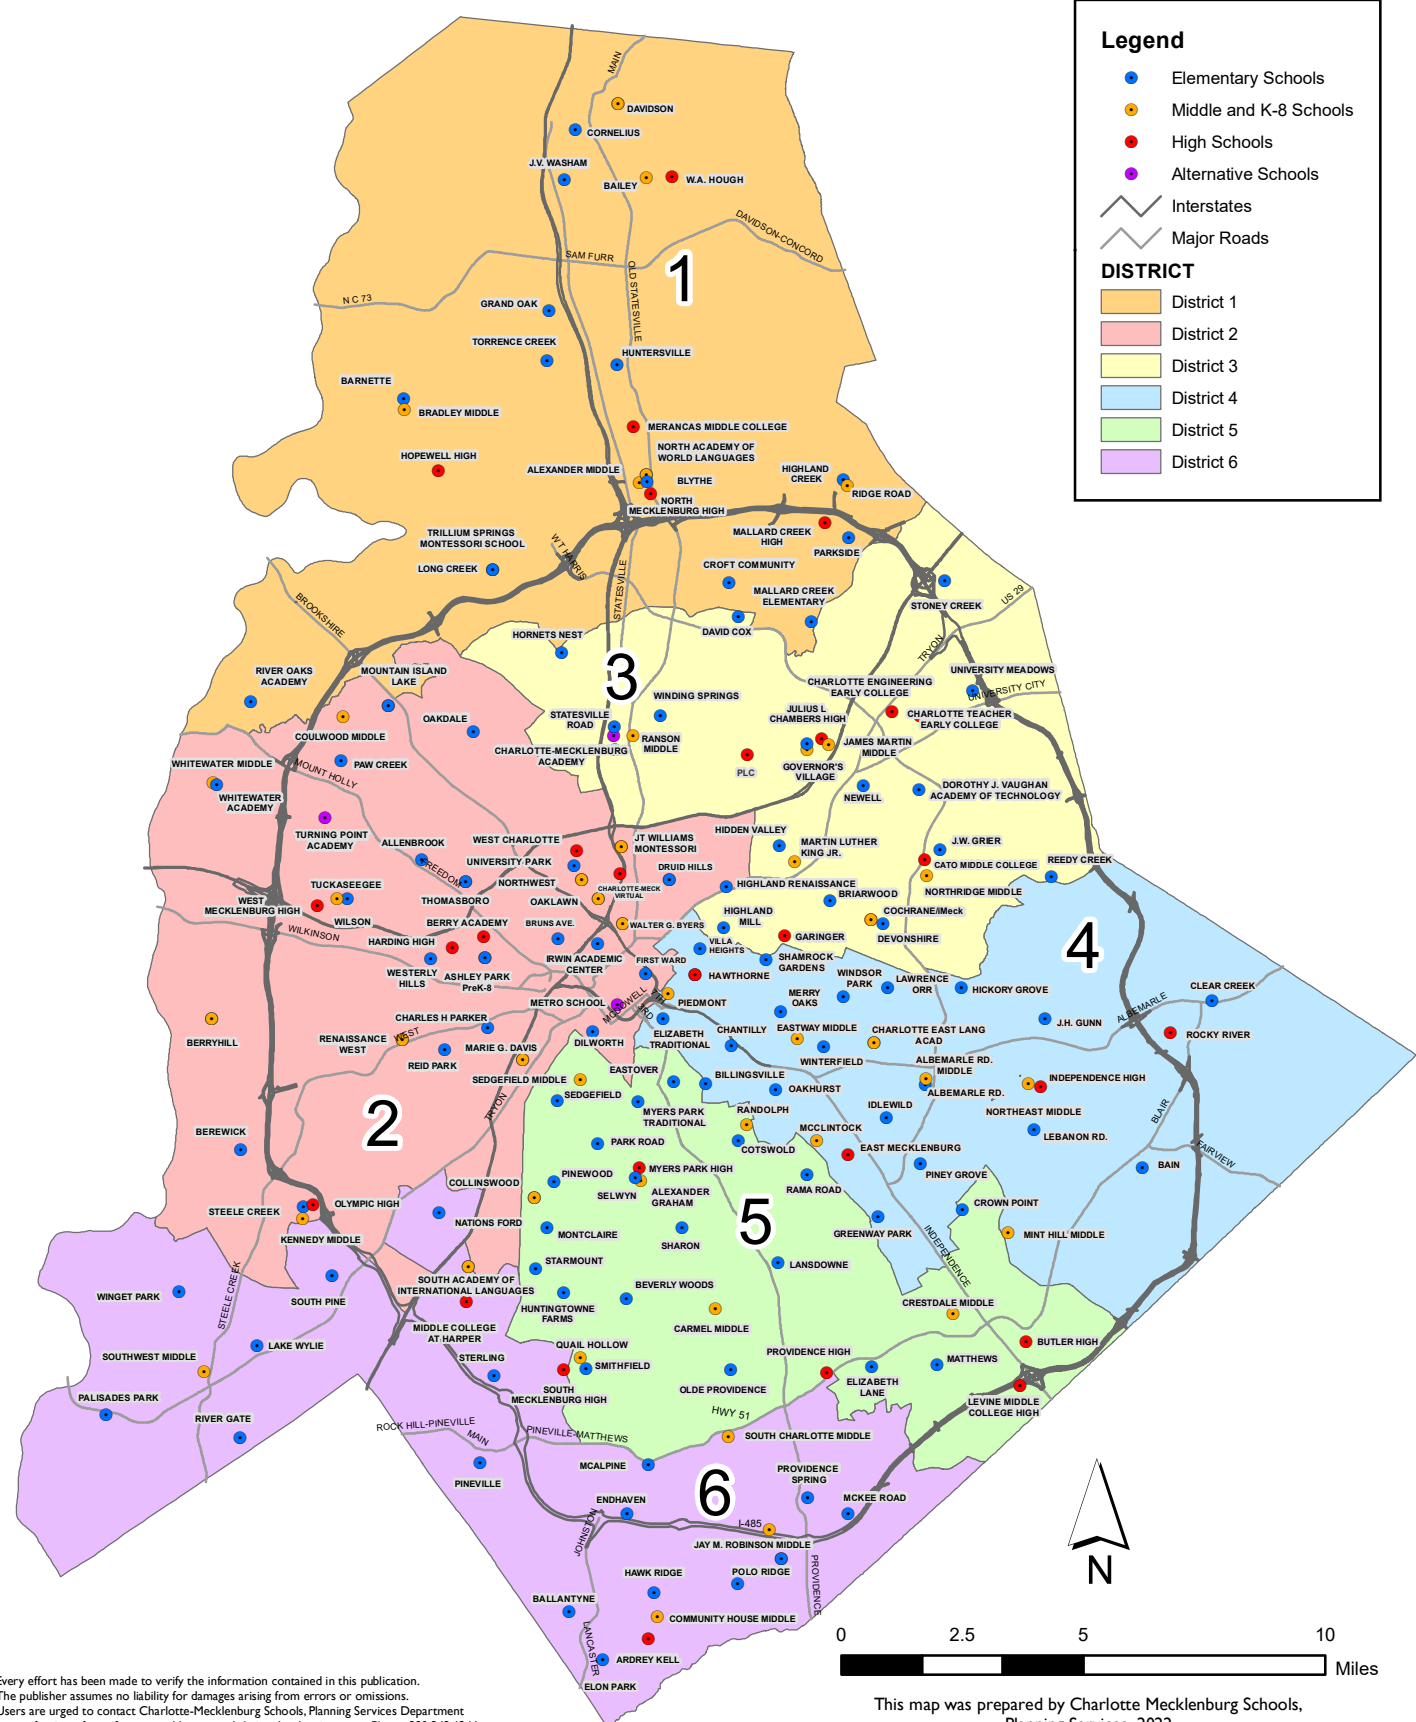 Legend
Elementary Schools
Middle and K-8 Schools
High Schools
Alternative Schools
Interstates
Major Roads
DISTRICT
District 1
District 2
District 3
District 4
District 5
District 6
MAIN
DAVIDSON
CORNELIUS
J.V. WASHAM
BAILEY
W.A. HOUGH
DAVIDSON-CONCORD
SAM FURR
OLD STATESVILLE
1
N C 73
GRAND OAK
TORRENCE CREEK
HUNTERSVILLE
BARNETTE
BRADLEY MIDDLE
MERANCAS MIDDLE COLLEGE
HOPEWELL HIGH
NORTH ACADEMY OF
WORLD LANGUAGES
ALEXANDER MIDDLE
BLYTHE
HIGHLAND
CREEK
RIDGE ROAD
NORTH
MECKLENBURG HIGH
MALLARD CREEK
HIGH
PARKSIDE
TRILLIUM SPRINGS
MONTESSORI SCHOOL
LONG CREEK
W T HARRIS
STATESVILLE
CROFT COMMUNITY
MALLARD CREEK
ELEMENTARY
STONEY CREEK
US 29
BROOKSHIRE
HORNETS NEST
DAVID COX
TRYON
3
RIVER OAKS
ACADEMY
MOUNTAIN ISLAND
LAKE
UNIVERSITY MEADOWS
UNIVERSITY CITY
CHARLOTTE ENGINEERING
EARLY COLLEGE
WINDING SPRINGS
JULIUS L
CHAMBERS HIGH
CHARLOTTE TEACHER
EARLY COLLEGE
COULWOOD MIDDLE
OAKDALE
STATESVILLE
ROAD
RANSON
MIDDLE
CHARLOTTE-MECKLENBURG
ACADEMY
JAMES MARTIN
MIDDLE
PLC
GOVERNOR'S
VILLAGE
WHITEWATER MIDDLE
PAW CREEK
MOUNT HOLLY
WHITEWATER
ACADEMY
NEWELL
DOROTHY J. VAUGHAN
ACADEMY OF TECHNOLOGY
TURNING POINT
ACADEMY
ALLENBROOK
WEST CHARLOTTE
JT WILLIAMS
MONTESSORI
HIDDEN VALLEY
MARTIN LUTHER
KING JR.
J.W. GRIER
FREEDOM
UNIVERSITY PARK
DRUID HILLS
CATO MIDDLE COLLEGE
REEDY CREEK
TUCKASEEGEE
THOMASBORO
NORTHWEST
CHARLOTTE-MECK
VIRTUAL
HIGHLAND RENAISSANCE
BRIARWOOD
NORTHRIDGE MIDDLE
WEST
MECKLENBURG HIGH
WILSON
OAKLAWN
BERRY ACADEMY
BRUNS AVE.
WALTER G. BYERS
HIGHLAND
MILL
COCHRANE/iMeck
DEVONSHIRE
WILKINSON
HARDING HIGH
GARINGER
4
VILLA
HEIGHTS
WESTERLY
HILLS
ASHLEY PARK
PreK-8
IRWIN ACADEMIC
CENTER
FIRST WARD
HAWTHORNE
SHAMROCK
GARDENS
WINDSOR
PARK
LAWRENCE
ORR
HICKORY GROVE
CLEAR CREEK
METRO SCHOOL
MCDOWELL
7TH
3RD
PIEDMONT
MERRY
OAKS
ALBEMARLE
BERRYHILL
CHARLES H PARKER
RENAISSANCE
WEST
WEST
REID PARK
MARIE G. DAVIS
DILWORTH
ELIZABETH
TRADITIONAL
CHANTILLY
EASTWAY MIDDLE
CHARLOTTE EAST LANG
ACAD
J.H. GUNN
ROCKY RIVER
WINTERFIELD
SEDGEFIELD MIDDLE
EASTOVER
BILLINGSVILLE
OAKHURST
ALBEMARLE RD.
MIDDLE
ALBEMARLE RD.
INDEPENDENCE HIGH
SEDGEFIELD
TRYON
MYERS PARK
TRADITIONAL
RANDOLPH
IDLEWILD
NORTHEAST MIDDLE
2
BLAIR
BEREWICK
PARK ROAD
COTSWOLD
MCCLINTOCK
EAST MECKLENBURG
LEBANON RD.
FAIRVIEW
PINEWOOD
MYERS PARK HIGH
COLLINSWOOD
SELWYN
ALEXANDER
GRAHAM
RAMA ROAD
PINEY GROVE
BAIN
STEELE CREEK
OLYMPIC HIGH
KENNEDY MIDDLE
NATIONS FORD
MONTCLAIRE
SHARON
5
GREENWAY PARK
CROWN POINT
MINT HILL MIDDLE
INDEPENDENCE
STARMOUNT
LANSDOWNE
STEELE CREEK
WINGET PARK
SOUTH PINE
SOUTH ACADEMY OF
INTERNATIONAL LANGUAGES
HUNTINGTOWNE
FARMS
BEVERLY WOODS
CARMEL MIDDLE
CRESTDALE MIDDLE
MIDDLE COLLEGE
AT HARPER
LAKE WYLIE
QUAIL HOLLOW
SMITHFIELD
PROVIDENCE HIGH
BUTLER HIGH
SOUTHWEST MIDDLE
STERLING
MATTHEWS
SOUTH
MECKLENBURG HIGH
OLDE PROVIDENCE
ELIZABETH
LANE
LEVINE MIDDLE
COLLEGE HIGH
PALISADES PARK
RIVER GATE
HWY 51
ROCK HILL-PINEVILLE
MAIN
PINEVILLE-MATTHEWS
SOUTH CHARLOTTE MIDDLE
PINEVILLE
MCALPINE
PROVIDENCE
SPRING
6
MCKEE ROAD
ENDHAVEN
I-485
JOHNSTON
JAY M. ROBINSON MIDDLE
POLO RIDGE
PROVIDENCE
HAWK RIDGE
BALLANTYNE
COMMUNITY HOUSE MIDDLE
LANCASTER
ARDREY KELL
ELON PARK
N
0 2.5 5 10
Miles
Every effort has been made to verify the information contained in this publication.
The publisher assumes no liability for damages arising from errors or omissions.
Users are urged to contact Charlotte-Mecklenburg Schools, Planning Services Department
This map was prepared by Charlotte Mecklenburg Schools,
Planning Services, 2022